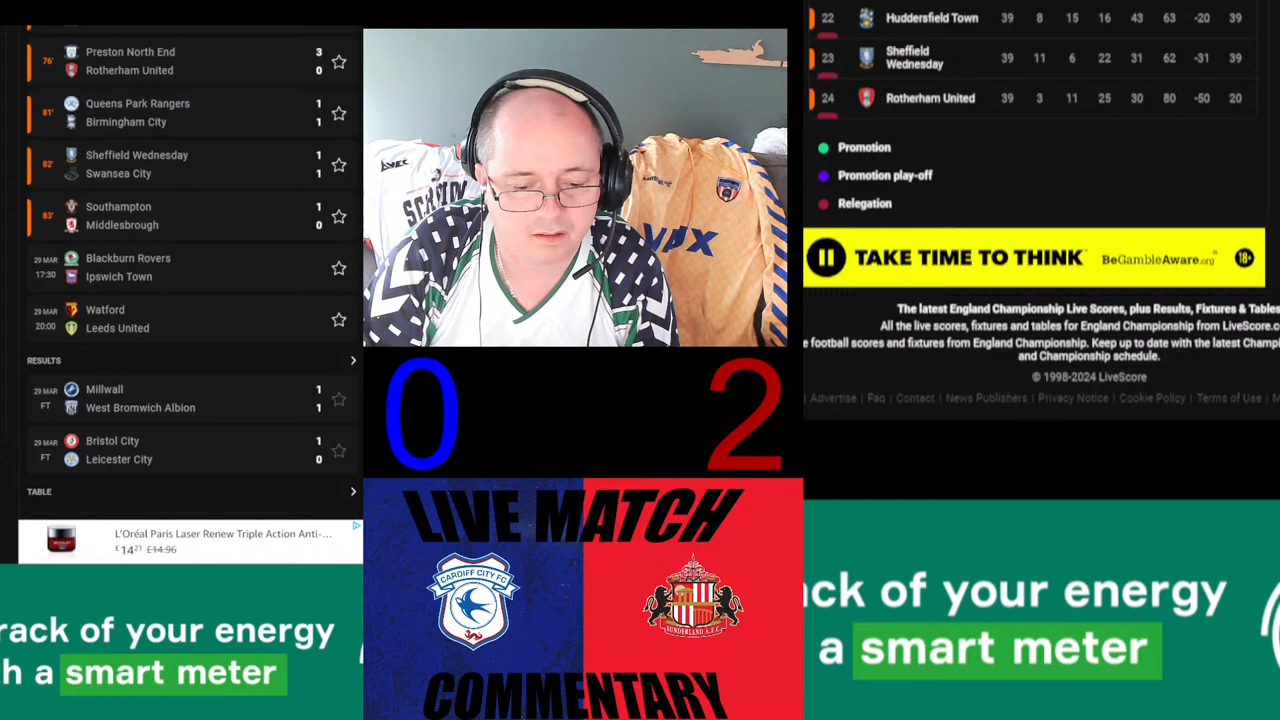 76'
Preston North End 3
Rotherham United 0
81'
Queens Park Rangers 1
Birmingham City 1
82'
Sheffield Wednesday 1
Swansea City 1
83'
Southampton 1
Middlesbrough 0
29 MAR
17:30
Blackburn Rovers
Ipswich Town
29 MAR
20:00
Watford
Leeds United
RESULTS
29 MAR
FT
Millwall 1
West Bromwich Albion 1
29 MAR
FT
Bristol City 1
Leicester City 0
TABLE
L'Oréal Paris Laser Renew Triple Action Anti-...
£14²¹ £14.96
rack of your energy
h a smart meter
VPX
0 2
LIVE MATCH
CARDIFF CITY FC
SUNDERLAND A.F.C.
COMMENTARY
22 Huddersfield Town 39 8 15 16 43 63 -20 39
23 Sheffield Wednesday 39 11 6 22 31 62 -31 39
24 Rotherham United 39 3 11 25 30 80 -50 20
Promotion
Promotion play-off
Relegation
TAKE TIME TO THINK BeGambleAware.org 18+
The latest England Championship Live Scores, plus Results, Fixtures & Tables
All the live scores, fixtures and tables for England Championship from LiveScore.c
e football scores and fixtures from England Championship. Keep up to date with the latest Champi
and Championship schedule.
© 1998-2024 LiveScore
Advertise Faq Contact News Publishers Privacy Notice Cookie Policy Terms of Use M
ack of your energy
a smart meter